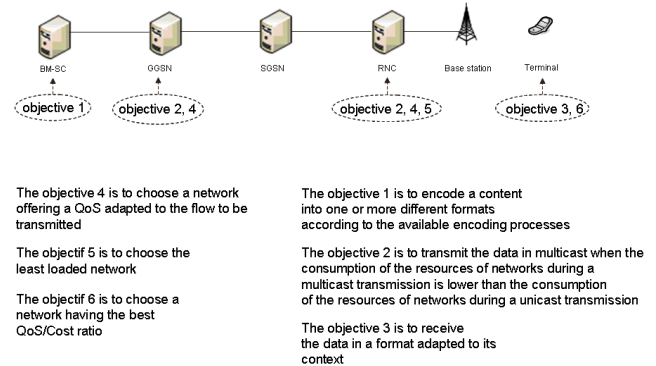 BM-SC
GGSN
SGSN
RNC
Base station
Terminal
objective 1
objective 2, 4
objective 2, 4, 5
objective 3, 6
The objective 4 is to choose a network
offering a QoS adapted to the flow to be
transmitted
The objectif 5 is to choose the
least loaded network
The objectif 6 is to choose a
network having the best
QoS/Cost ratio
The objective 1 is to encode a content
into one or more different formats
according to the available encoding processes
The objective 2 is to transmit the data in multicast when the
consumption of the resources of networks during a
multicast transmission is lower than the consumption
of the resources of networks during a unicast transmission
The objective 3 is to receive
the data in a format adapted to its
context